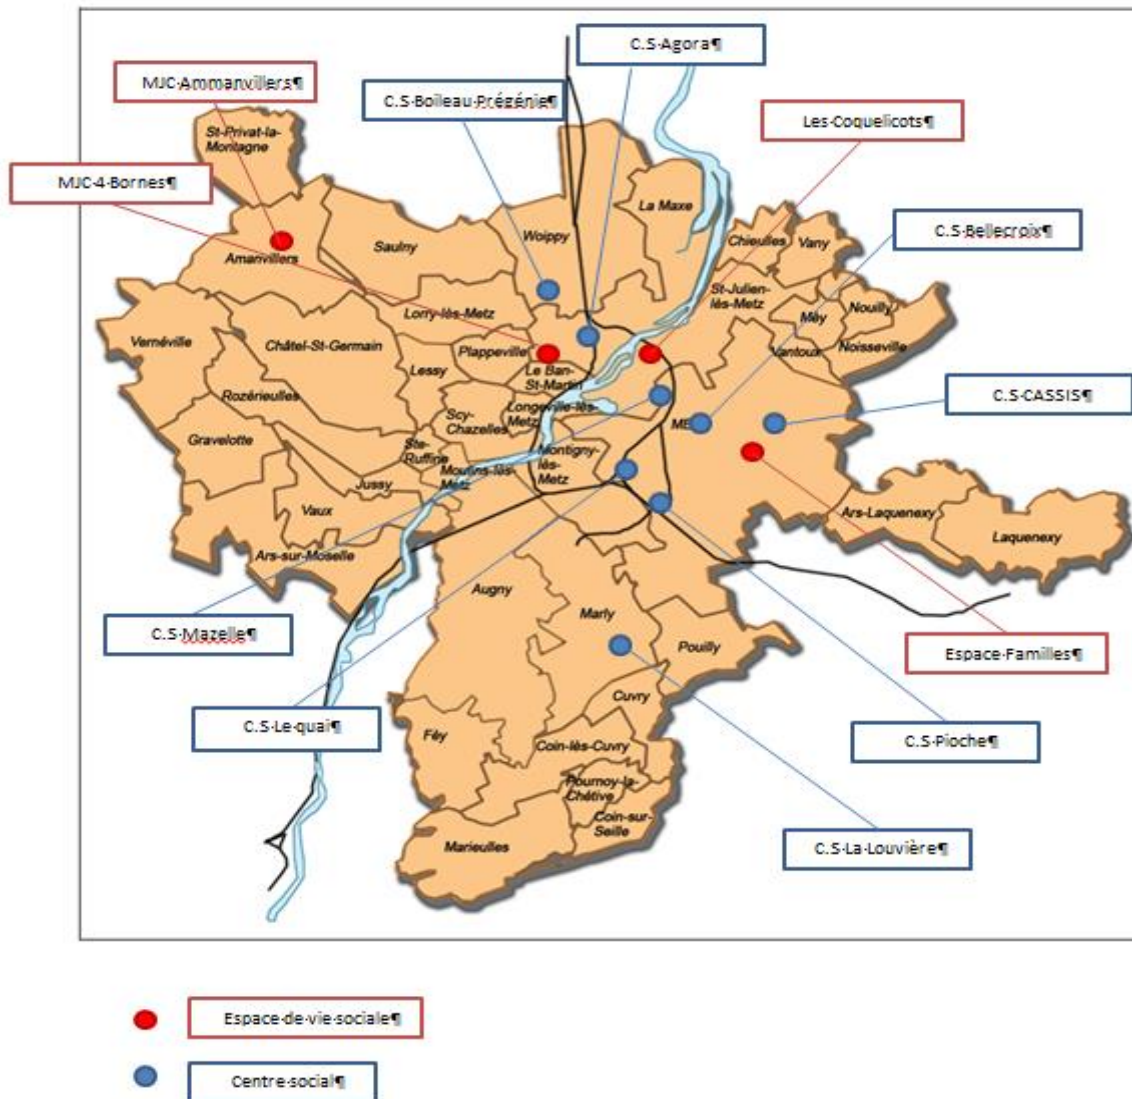 C.S·Agora¶
MJC·Ammanvillers¶
C.S·Boileau·Prégénie¶
Les·Coquelicots¶
St-Privat-la-
Montagne
MJC·4·Bornes¶
La Maxe
C.S·Bellecroix¶
Woippy
Chieulles
Vany
Saulny
Amanvillers
St-Julien-
lès-Metz
Nouilly
Lorry-lès-Metz
Mèy
Vernéville
Châtel-St-Germain
Plappeville
Vantoux
Noisseville
Lessy
Le Ban-
St-Martin
Rozérieulles
C.S·CASSIS¶
Scy-
Chazelles
Longeville-lès-
Metz
ME
Gravelotte
Ste-
Ruffine
Montigny-
lès-
Metz
Moulins-lès-
Metz
Jussy
Vaux
Ars-Laquenexy
Laquenexy
Ars-sur-Moselle
Augny
Marly
C.S·Mazelle¶
Pouilly
Espace·Familles¶
Cuvry
C.S·Le·quai¶
Féy
Coin-lès-Cuvry
C.S·Pioche¶
Pournoy-la-
Chétive
Coin-sur-
Seille
Marieulles
C.S·La·Louvière¶
Espace·de·vie·sociale¶
Centre·social¶